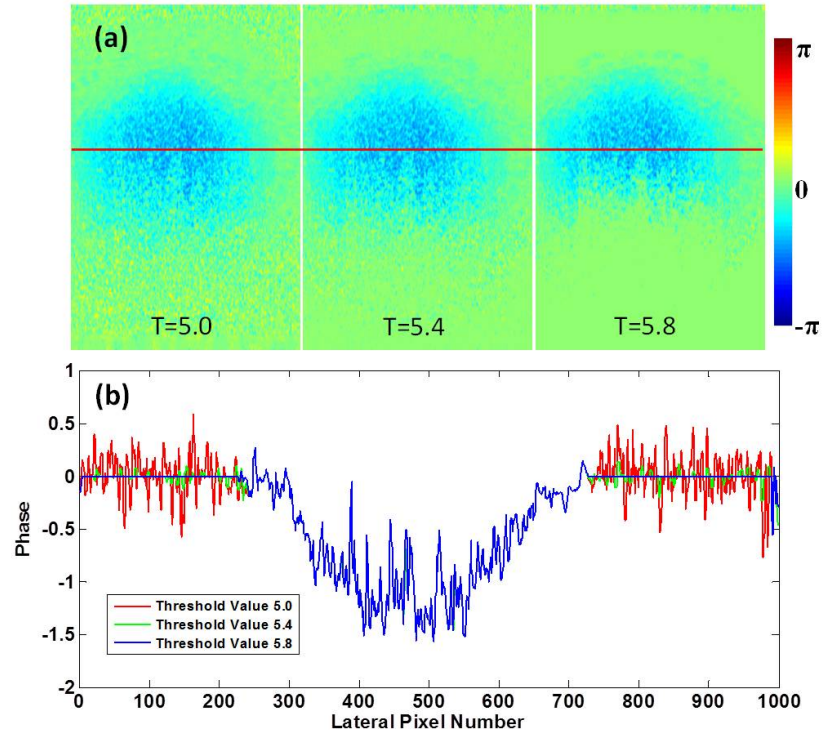 (a)
π
0
-π
T=5.0
T=5.4
T=5.8
(b)
1
0.5
0
-0.5
-1
-1.5
-2
Phase
Threshold Value 5.0
Threshold Value 5.4
Threshold Value 5.8
0 100 200 300 400 500 600 700 800 900 1000
Lateral Pixel Number